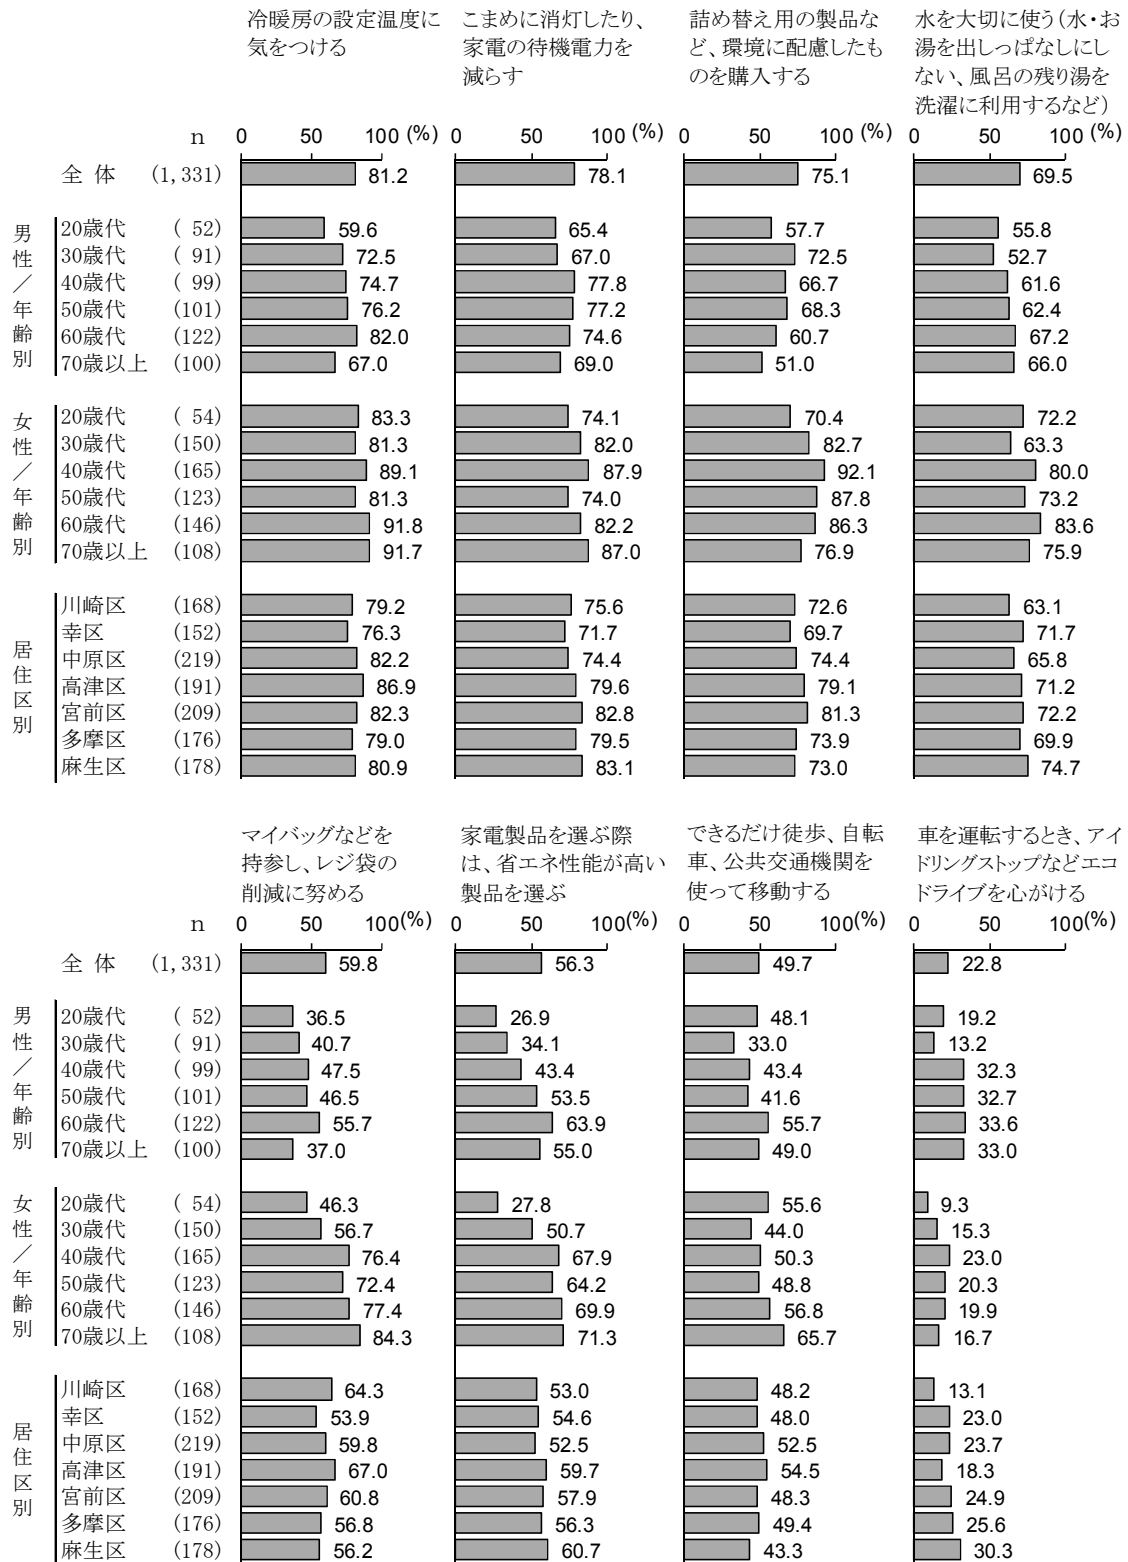 冷暖房の設定温度に
気をつける
こまめに消灯したり、
家電の待機電力を
減らす
詰め替え用の製品な
ど、環境に配慮したも
のを購入する
水を大切に使う(水・お
湯を出しっぱなしにし
ない、風呂の残り湯を
洗濯に利用するなど)
n 0 50 100 (%) 0 50 100 (%) 0 50 100 (%) 0 50 100 (%)
全 体 (1,331) 81.2 78.1 75.1 69.5
男性/年齢別
20歳代 ( 52) 59.6 65.4 57.7 55.8
30歳代 ( 91) 72.5 67.0 72.5 52.7
40歳代 ( 99) 74.7 77.8 66.7 61.6
50歳代 (101) 76.2 77.2 68.3 62.4
60歳代 (122) 82.0 74.6 60.7 67.2
70歳以上 (100) 67.0 69.0 51.0 66.0
女性/年齢別
20歳代 ( 54) 83.3 74.1 70.4 72.2
30歳代 (150) 81.3 82.0 82.7 63.3
40歳代 (165) 89.1 87.9 92.1 80.0
50歳代 (123) 81.3 74.0 87.8 73.2
60歳代 (146) 91.8 82.2 86.3 83.6
70歳以上 (108) 91.7 87.0 76.9 75.9
居住区別
川崎区 (168) 79.2 75.6 72.6 63.1
幸区 (152) 76.3 71.7 69.7 71.7
中原区 (219) 82.2 74.4 74.4 65.8
高津区 (191) 86.9 79.6 79.1 71.2
宮前区 (209) 82.3 82.8 81.3 72.2
多摩区 (176) 79.0 79.5 73.9 69.9
麻生区 (178) 80.9 83.1 73.0 74.7
マイバッグなどを
持参し、レジ袋の
削減に努める
家電製品を選ぶ際
は、省エネ性能が高い
製品を選ぶ
できるだけ徒歩、自転
車、公共交通機関を
使って移動する
車を運転するとき、アイ
ドリングストップなどエコ
ドライブを心がける
n 0 50 100(%) 0 50 100(%) 0 50 100(%) 0 50 100(%)
全 体 (1,331) 59.8 56.3 49.7 22.8
男性/年齢別
20歳代 ( 52) 36.5 26.9 48.1 19.2
30歳代 ( 91) 40.7 34.1 33.0 13.2
40歳代 ( 99) 47.5 43.4 43.4 32.3
50歳代 (101) 46.5 53.5 41.6 32.7
60歳代 (122) 55.7 63.9 55.7 33.6
70歳以上 (100) 37.0 55.0 49.0 33.0
女性/年齢別
20歳代 ( 54) 46.3 27.8 55.6 9.3
30歳代 (150) 56.7 50.7 44.0 15.3
40歳代 (165) 76.4 67.9 50.3 23.0
50歳代 (123) 72.4 64.2 48.8 20.3
60歳代 (146) 77.4 69.9 56.8 19.9
70歳以上 (108) 84.3 71.3 65.7 16.7
居住区別
川崎区 (168) 64.3 53.0 48.2 13.1
幸区 (152) 53.9 54.6 48.0 23.0
中原区 (219) 59.8 52.5 52.5 23.7
高津区 (191) 67.0 59.7 54.5 18.3
宮前区 (209) 60.8 57.9 48.3 24.9
多摩区 (176) 56.8 56.3 49.4 25.6
麻生区 (178) 56.2 60.7 43.3 30.3